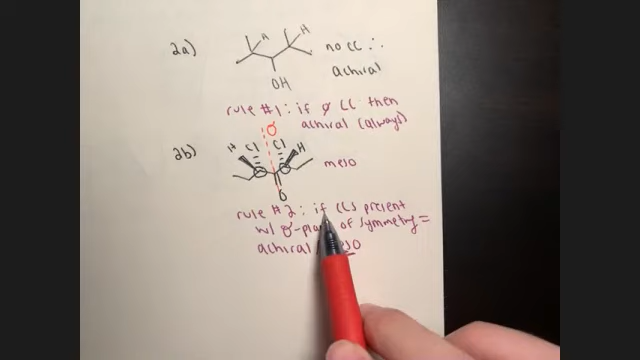 2a)
H
H
no CC ∴
achiral
OH
rule #1: if ∅ CC then
achiral (always)
σ
2b)
H Cl Cl H
meso
O
rule #2: if CCs present
w/ σ-plane of symmetry =
achiral